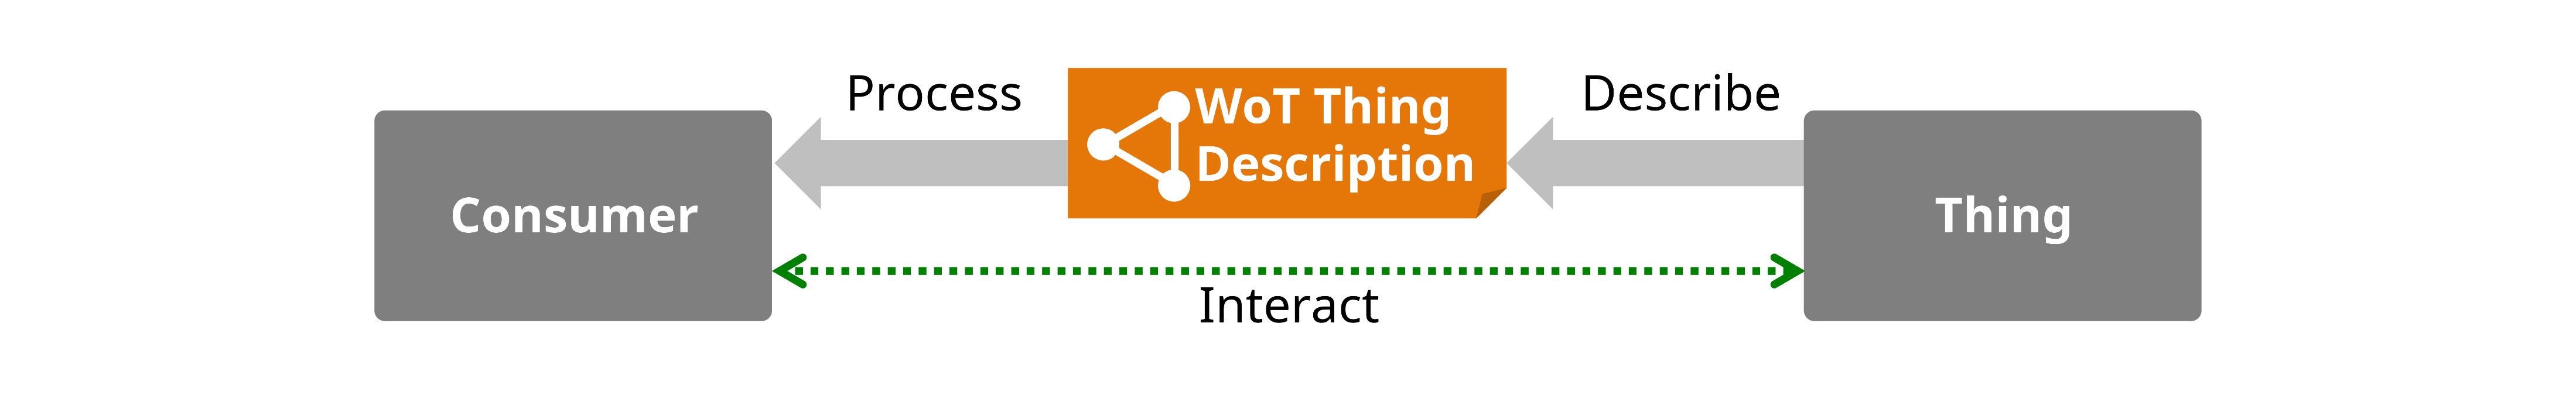 Process
WoT Thing
Description
Describe
Consumer
Thing
Interact